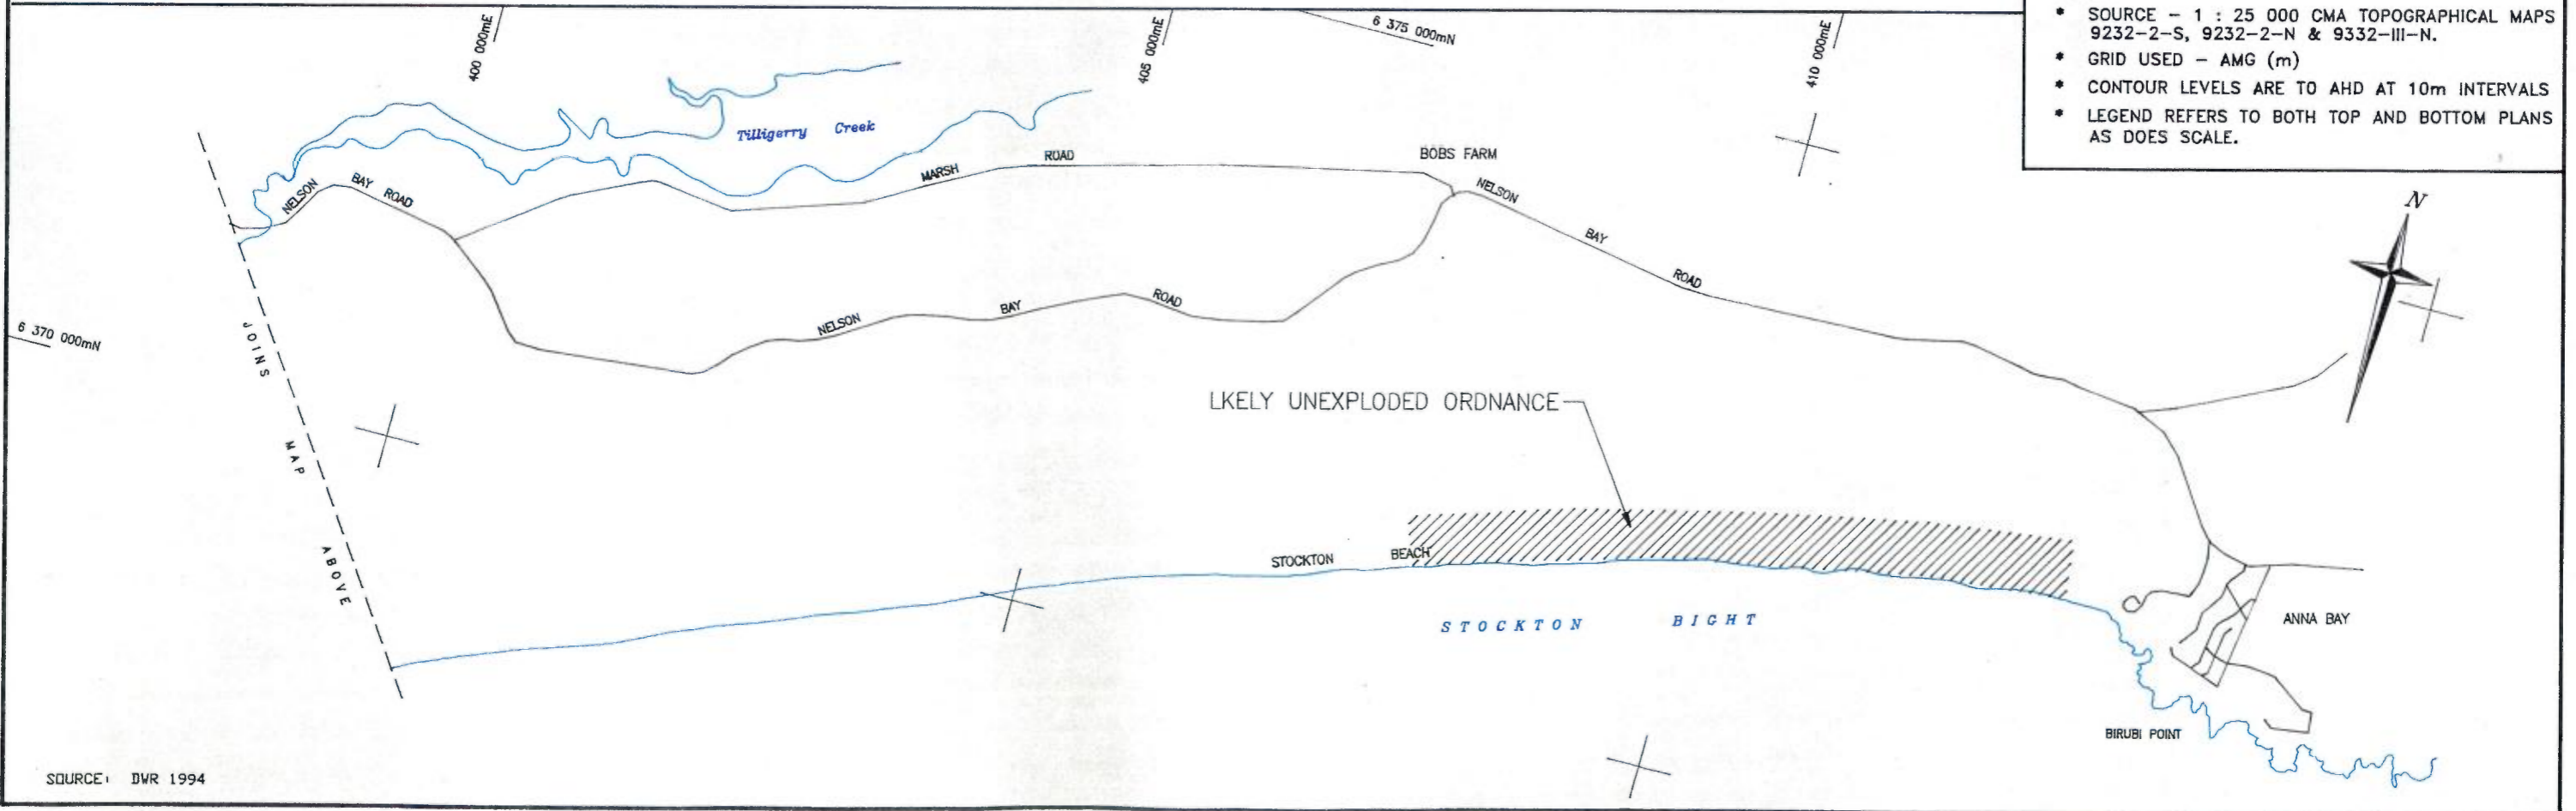 * SOURCE - 1 : 25 000 CMA TOPOGRAPHICAL MAPS
9232-2-S, 9232-2-N & 9332-III-N.
* GRID USED - AMG (m)
* CONTOUR LEVELS ARE TO AHD AT 10m INTERVALS
* LEGEND REFERS TO BOTH TOP AND BOTTOM PLANS
AS DOES SCALE.
400 000mE
405 000mE
6 375 000mN
410 000mE
Tilligerry Creek
MARSH ROAD
BOBS FARM
NELSON BAY ROAD
NELSON BAY ROAD
N
6 370 000mN
NELSON BAY ROAD
JOINS MAP ABOVE
LKELY UNEXPLODED ORDNANCE
STOCKTON BEACH
STOCKTON BIGHT
ANNA BAY
BIRUBI POINT
SOURCE: DWR 1994